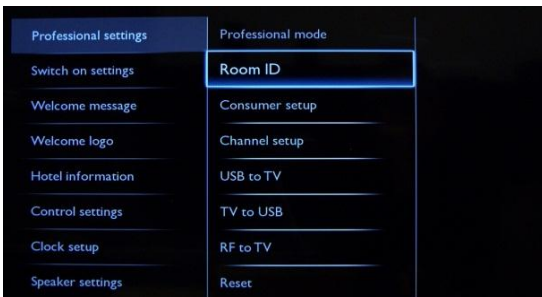 Professional settings
Switch on settings
Welcome message
Welcome logo
Hotel information
Control settings
Clock setup
Speaker settings
Professional mode
Room ID
Consumer setup
Channel setup
USB to TV
TV to USB
RF to TV
Reset